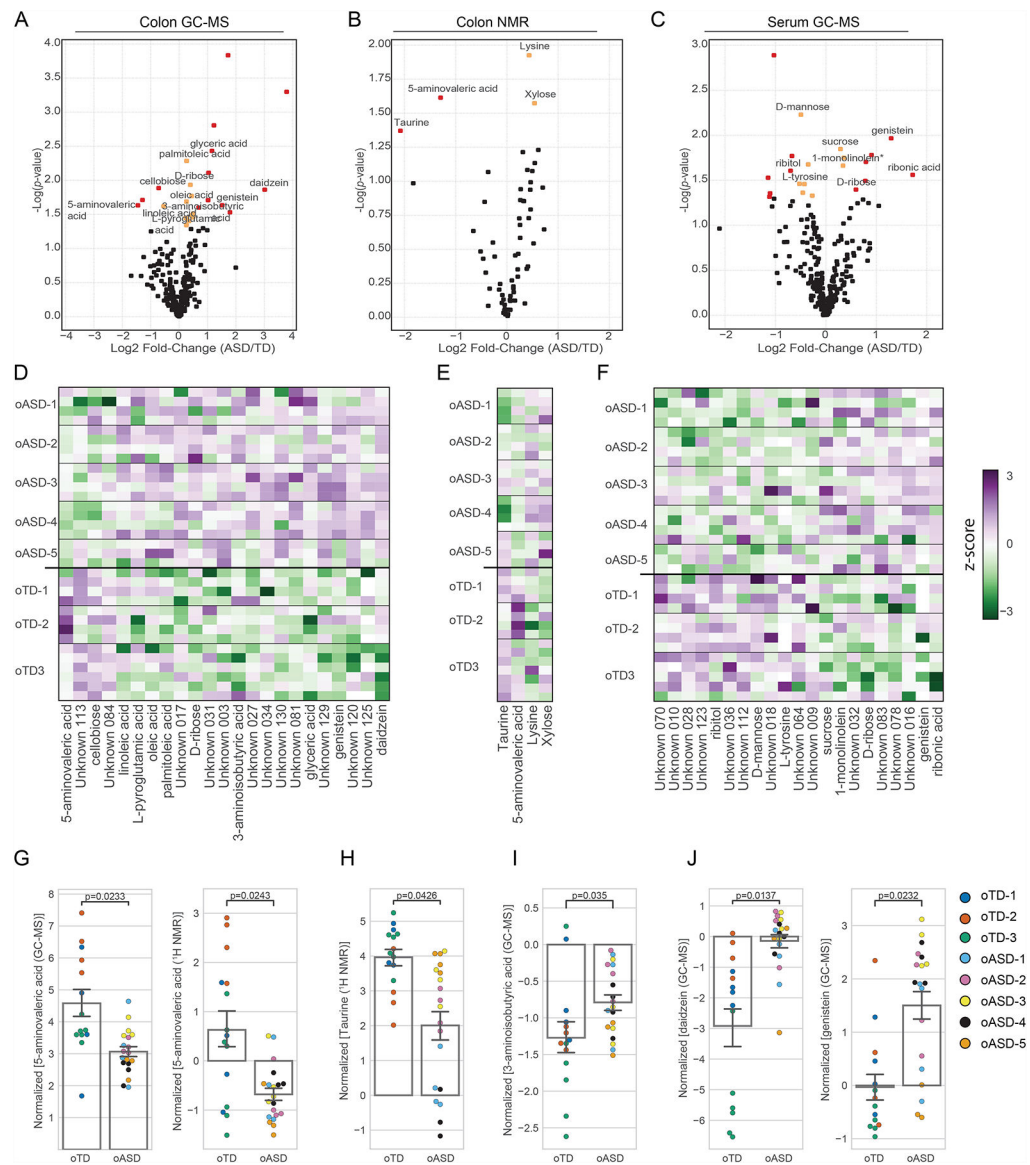 A
Colon GC-MS
B
Colon NMR
C
Serum GC-MS
4.0
3.5
3.0
2.5
2.0
1.5
1.0
0.5
0.0
-Log(p-value)
glyceric acid
palmitoleic acid
D-ribose
cellobiose
daidzein
oleic acid
genistein
5-aminovaleric
acid
3-aminoisobutyric
acid
linoleic acid
L-pyroglutamic
acid
−4 −3 −2 −1 0 1 2 3 4
Log2 Fold-Change (ASD/TD)
2.00
1.75
1.50
1.25
1.00
0.75
0.50
0.25
0.00
-Log(p-value)
Lysine
5-aminovaleric acid
Xylose
Taurine
−2 −1 0 1 2
Log2 Fold-Change (ASD/TD)
3.0
2.5
2.0
1.5
1.0
0.5
0.0
-Log(p-value)
D-mannose
genistein
sucrose
1-monolinolein*
ribitol
ribonic acid
L-tyrosine
D-ribose
−2 −1 0 1 2
Log2 Fold-Change (ASD/TD)
D
oASD-1
oASD-2
oASD-3
oASD-4
oASD-5
oTD-1
oTD-2
oTD3
5-aminovaleric acid
Unknown 113
cellobiose
Unknown 084
linoleic acid
L-pyroglutamic acid
oleic acid
palmitoleic acid
Unknown 017
D-ribose
Unknown 031
Unknown 003
3-aminoisobutyric acid
Unknown 027
Unknown 034
Unknown 130
Unknown 081
glyceric acid
Unknown 129
genistein
Unknown 120
Unknown 125
daidzein
E
oASD-1
oASD-2
oASD-3
oASD-4
oASD-5
oTD-1
oTD-2
oTD3
Taurine
5-aminovaleric acid
Lysine
Xylose
F
oASD-1
oASD-2
oASD-3
oASD-4
oASD-5
oTD-1
oTD-2
oTD3
Unknown 070
Unknown 010
Unknown 028
Unknown 123
ribitol
Unknown 036
Unknown 112
D-mannose
Unknown 018
L-tyrosine
Unknown 064
Unknown 009
sucrose
1-monolinolein
Unknown 032
D-ribose
Unknown 083
Unknown 078
Unknown 016
genistein
ribonic acid
3
0
−3
z-score
G
8
7
6
5
4
3
2
1
Normalized [5-aminovaleric acid (GC-MS)]
p=0.0233
oTD oASD
3
2
1
0
−1
Normalized [5-aminovaleric acid (¹H NMR)]
p=0.0243
oTD oASD
H
5
4
3
2
1
0
−1
Normalized [Taurine (¹H NMR)]
p=0.0426
oTD oASD
I
0.5
0.0
−0.5
−1.0
−1.5
−2.0
−2.5
Normalized [3-aminoisobutyric acid (GC-MS)]
p=0.035
oTD oASD
J
1
0
−1
−2
−3
−4
−5
−6
Normalized [daidzein (GC-MS)]
p=0.0137
oTD oASD
3
2
1
0
−1
Normalized [genistein (GC-MS)]
p=0.0232
oTD oASD
oTD-1
oTD-2
oTD-3
oASD-1
oASD-2
oASD-3
oASD-4
oASD-5